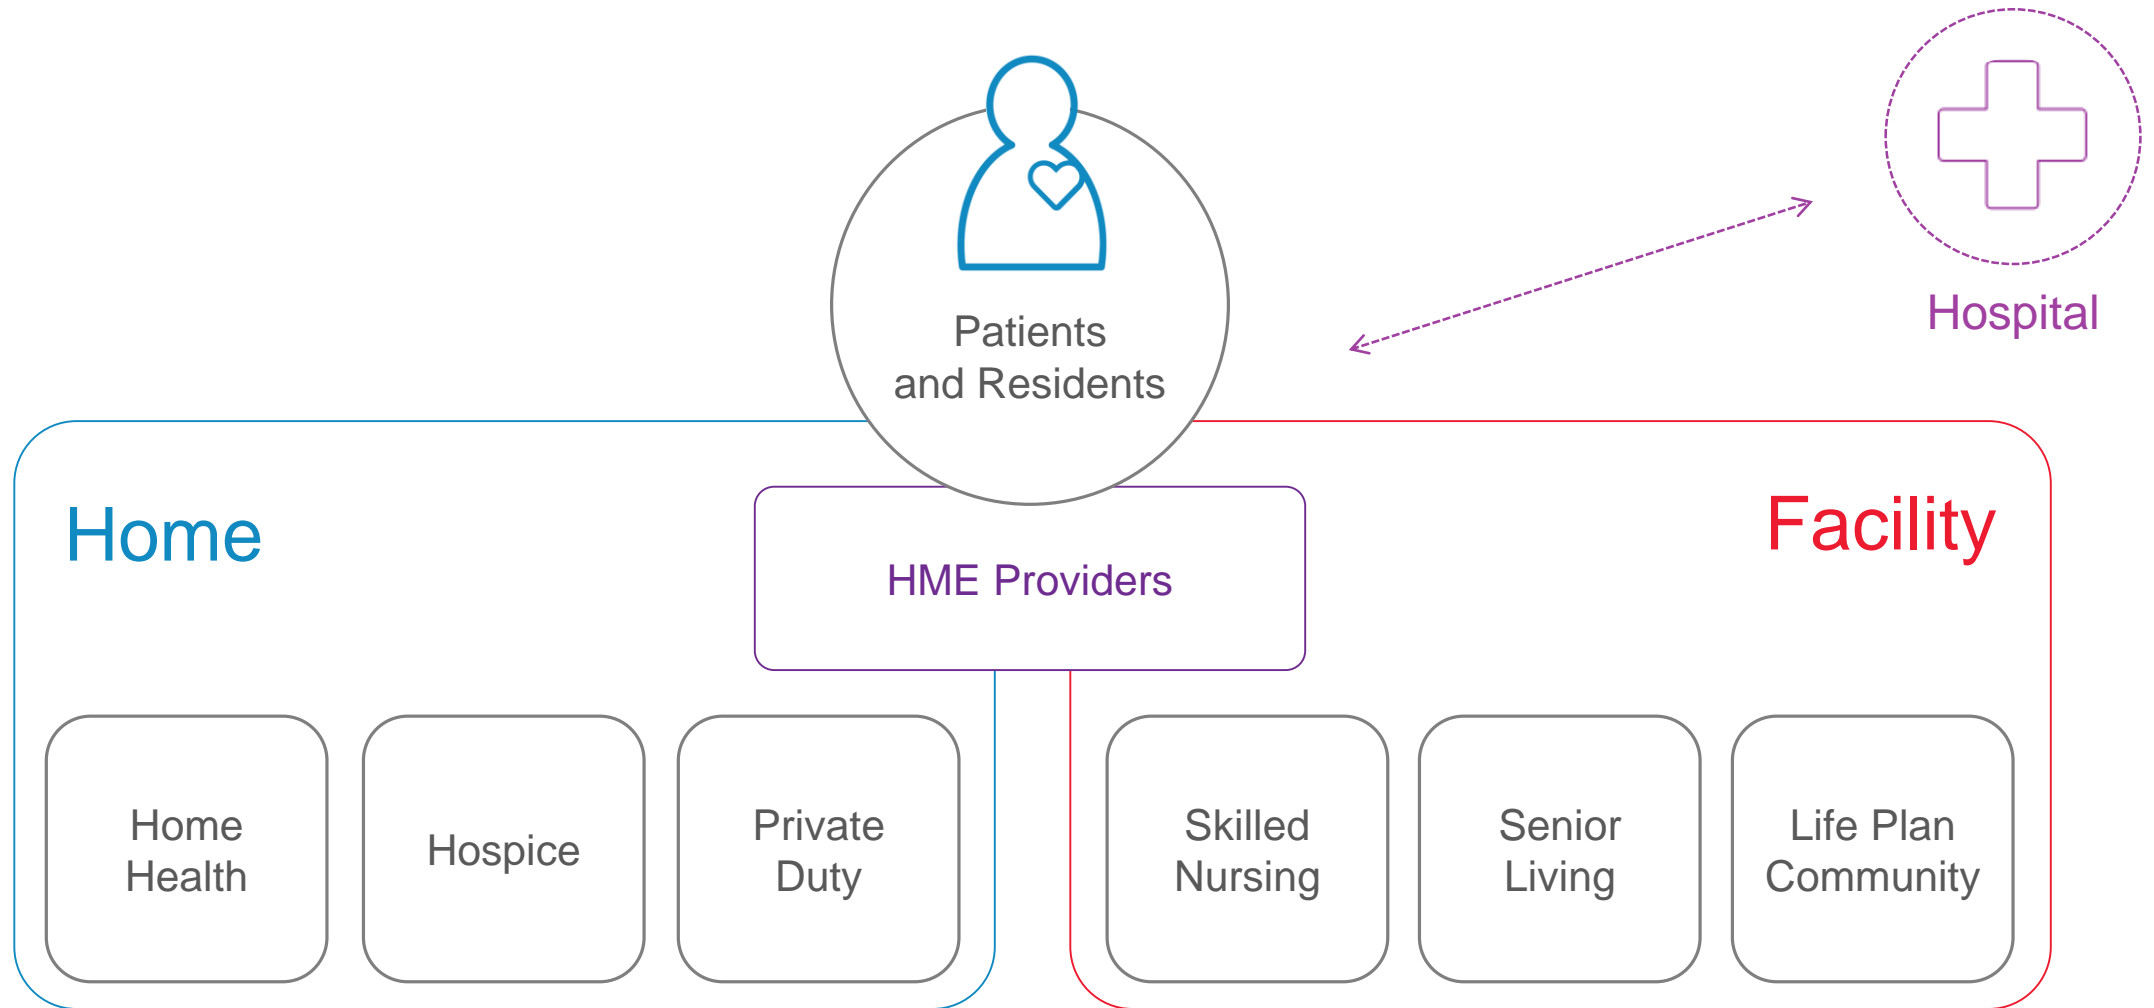 Patients
and Residents
Hospital
Home
Facility
HME Providers
Home
Health
Hospice
Private
Duty
Skilled
Nursing
Senior
Living
Life Plan
Community